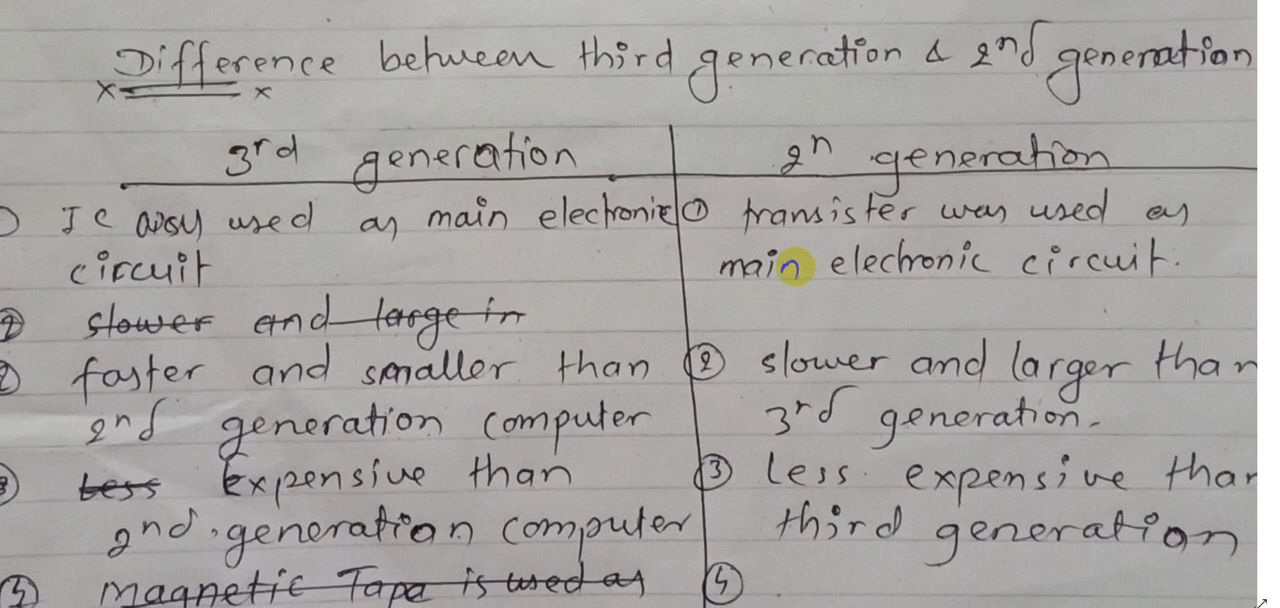 Difference between third generation & 2nd generation
x x
3rd generation
2n generation
IC used as main electronic
circuit
slower and large in
faster and smaller than
2nd generation computer
Less Expensive than
2nd generation computer
magnetic Tape is used as
① transister was used as
main electronic circuit.
② slower and larger than
3rd generation.
③ less expensive than
third generation
④